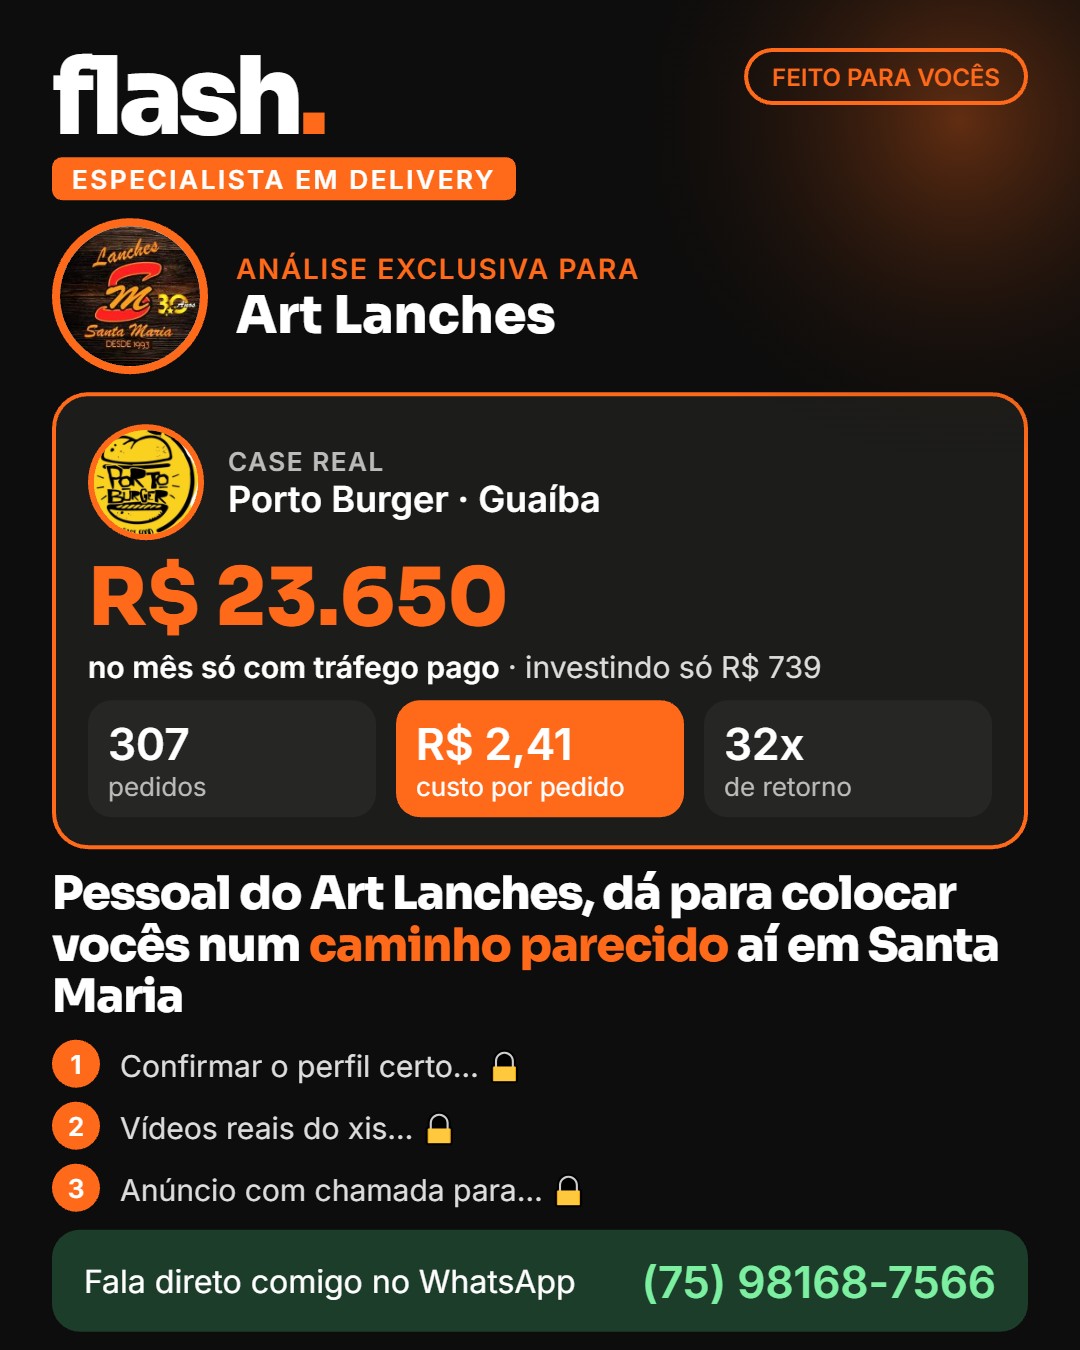 flash.
FEITO PARA VOCÊS
ESPECIALISTA EM DELIVERY
Lanches
SM
30 Anos
Santa Maria
DESDE 1993
ANÁLISE EXCLUSIVA PARA
Art Lanches
PORTO
BURGER
CASE REAL
Porto Burger · Guaíba
R$ 23.650
no mês só com tráfego pago · investindo só R$ 739
307
pedidos
R$ 2,41
custo por pedido
32x
de retorno
Pessoal do Art Lanches, dá para colocar
vocês num caminho parecido aí em Santa
Maria
1 Confirmar o perfil certo... 🔒
2 Vídeos reais do xis... 🔒
3 Anúncio com chamada para... 🔒
Fala direto comigo no WhatsApp (75) 98168-7566